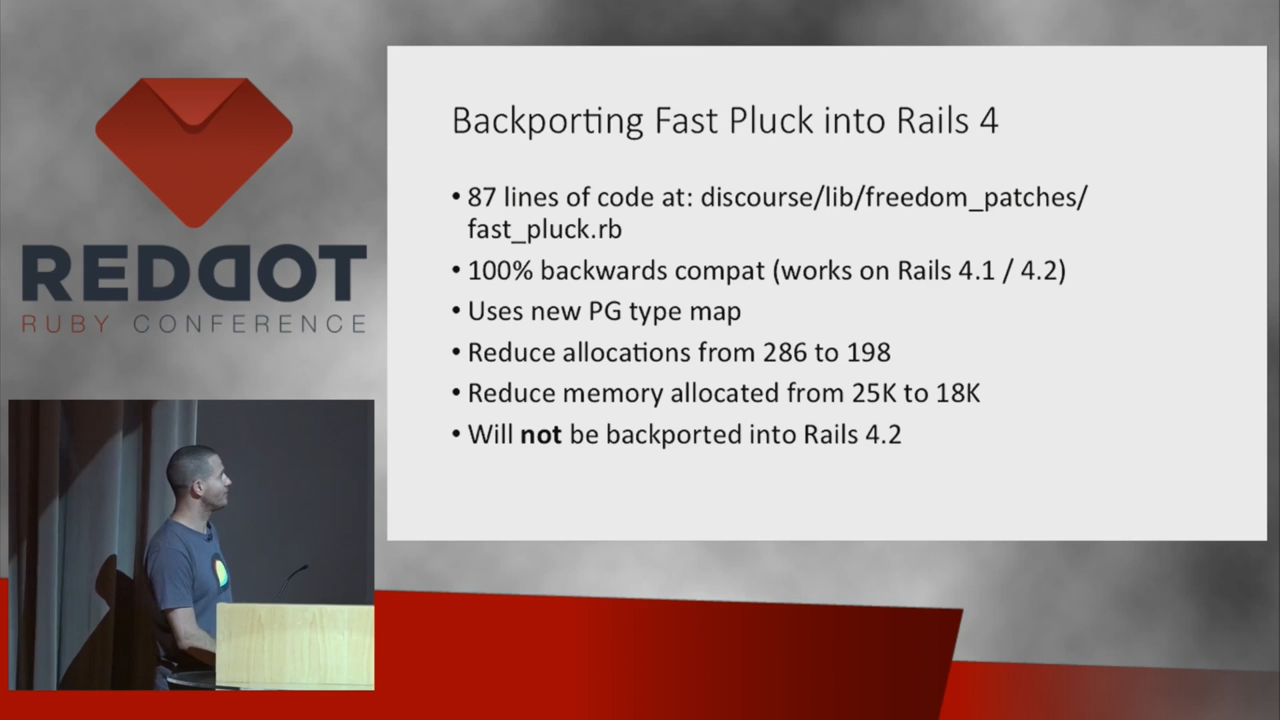 REDDOT
RUBY CONFERENCE
Backporting Fast Pluck into Rails 4
• 87 lines of code at: discourse/lib/freedom_patches/
fast_pluck.rb
• 100% backwards compat (works on Rails 4.1 / 4.2)
• Uses new PG type map
• Reduce allocations from 286 to 198
• Reduce memory allocated from 25K to 18K
• Will not be backported into Rails 4.2